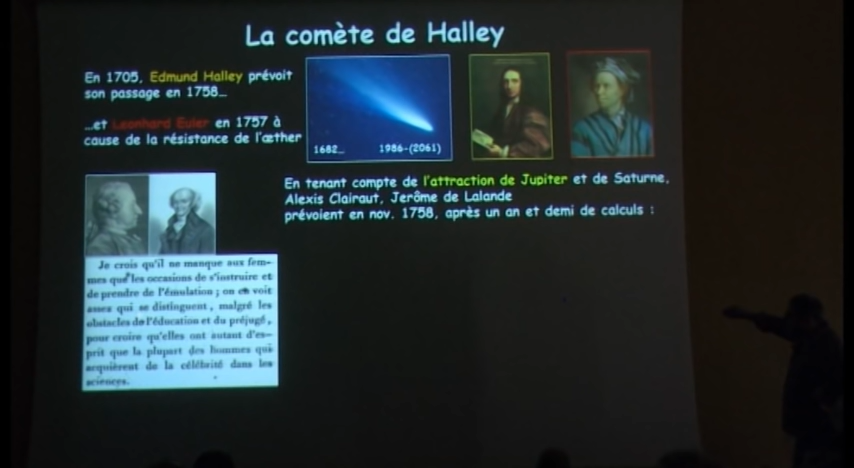 La comète de Halley
En 1705, Edmund Halley prévoit
son passage en 1758...
...et Leonhard Euler en 1757 à
cause de la résistance de l'æther
1682... 1986-(2061)
En tenant compte de l'attraction de Jupiter et de Saturne,
Alexis Clairaut, Jerôme de Lalande
prévoient en nov. 1758, après un an et demi de calculs :
Je crois qu'il ne manque aux fem-
mes que les occasions de s'instruire et
de prendre de l'émulation ; on en voit
assez qui se distinguent, malgré les
obstacles de l'éducation et du préjugé,
pour croire qu'elles ont autant d'es-
prit que la plupart des hommes qui
acquièrent de la célébrité dans les
sciences.